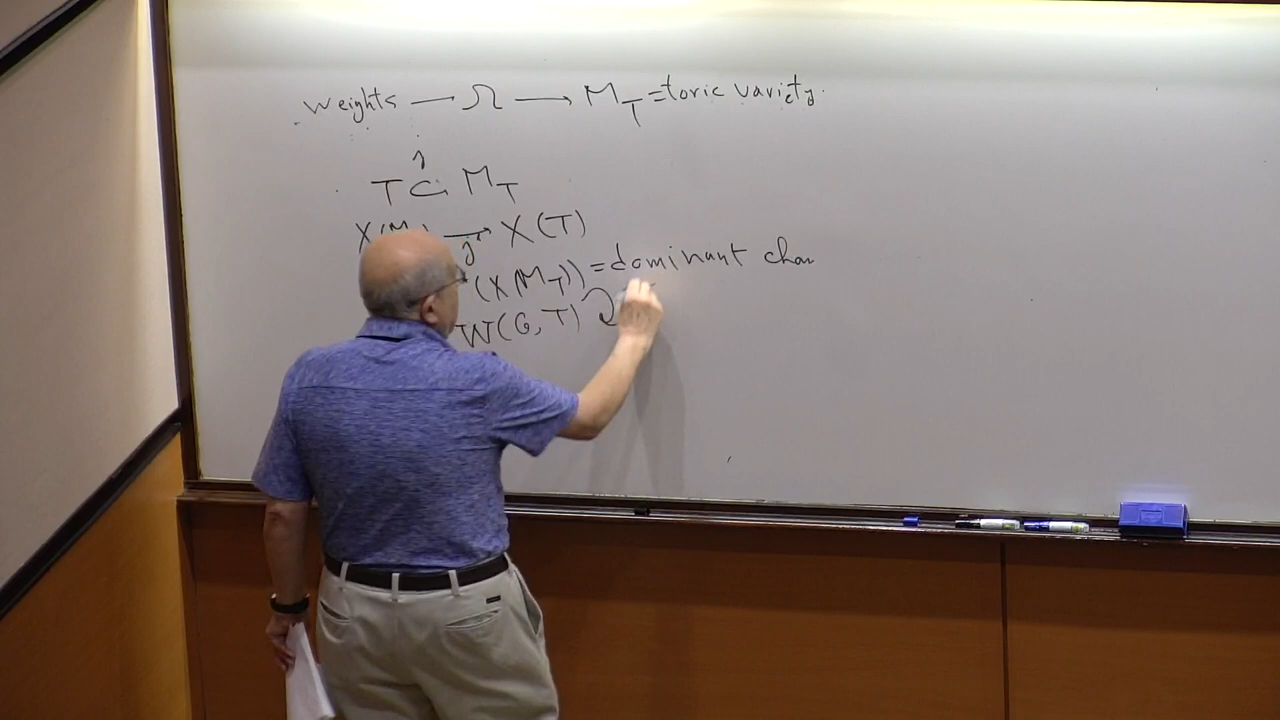 Weights → Ω → M_T = toric variety.
j
T ⊂ M_T
X(M → X(T)
j*
(X(M_T)) = dominant char
W(G,T)